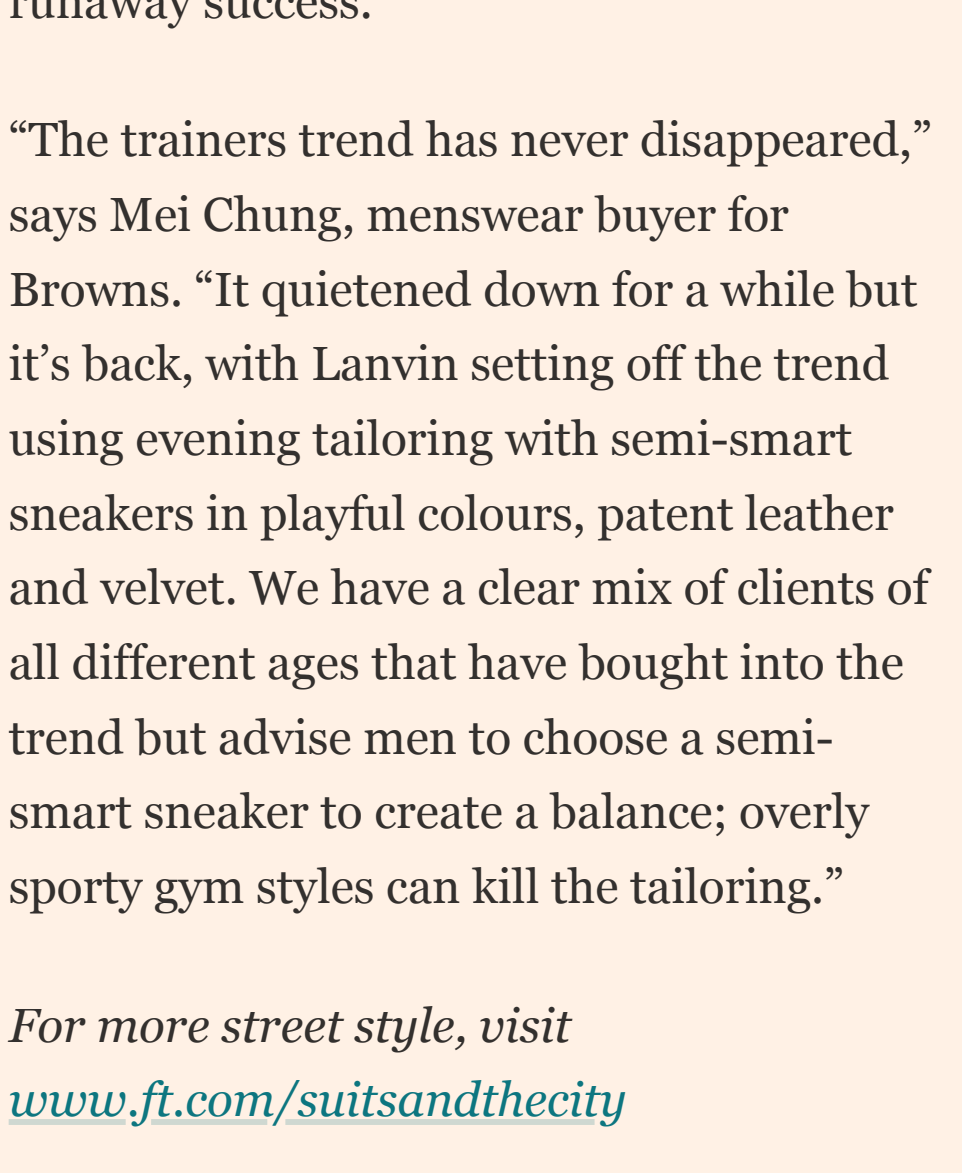 runaway success.
“The trainers trend has never disappeared,”
says Mei Chung, menswear buyer for
Browns. “It quietened down for a while but
it’s back, with Lanvin setting off the trend
using evening tailoring with semi-smart
sneakers in playful colours, patent leather
and velvet. We have a clear mix of clients of
all different ages that have bought into the
trend but advise men to choose a semi-
smart sneaker to create a balance; overly
sporty gym styles can kill the tailoring.”
For more street style, visit
www.ft.com/suitsandthecity